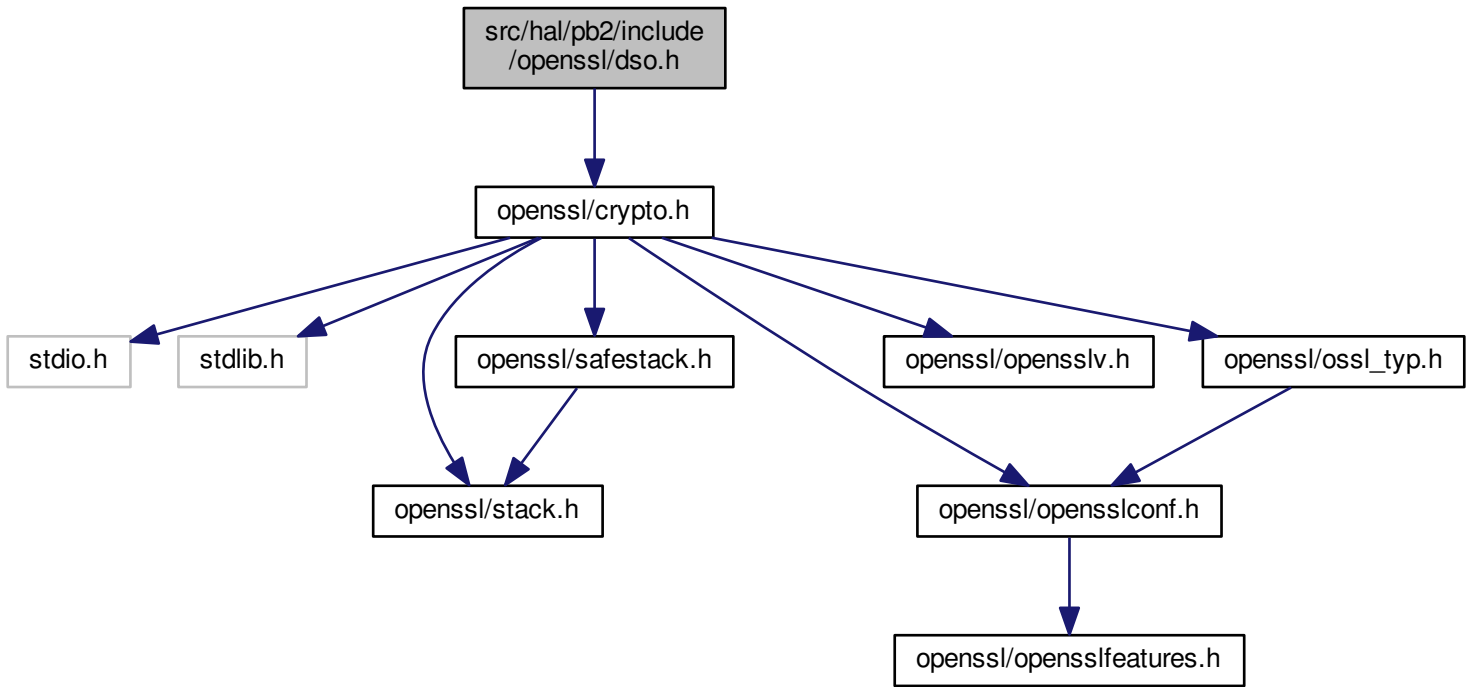 src/hal/pb2/include
/openssl/dso.h
openssl/crypto.h
stdio.h
stdlib.h
openssl/safestack.h
openssl/opensslv.h
openssl/ossl_typ.h
openssl/stack.h
openssl/opensslconf.h
openssl/opensslfeatures.h